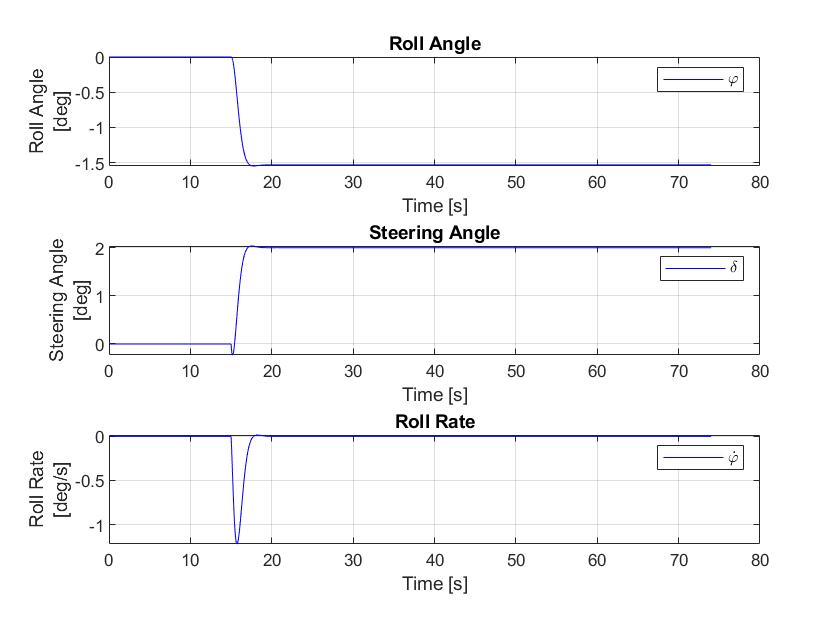 Roll Angle
Roll Angle
[deg]
0
-0.5
-1
-1.5
φ
0 10 20 30 40 50 60 70 80
Time [s]
Steering Angle
Steering Angle
[deg]
2
1
0
δ
0 10 20 30 40 50 60 70 80
Time [s]
Roll Rate
Roll Rate
[deg/s]
0
-0.5
-1
φ̇
0 10 20 30 40 50 60 70 80
Time [s]